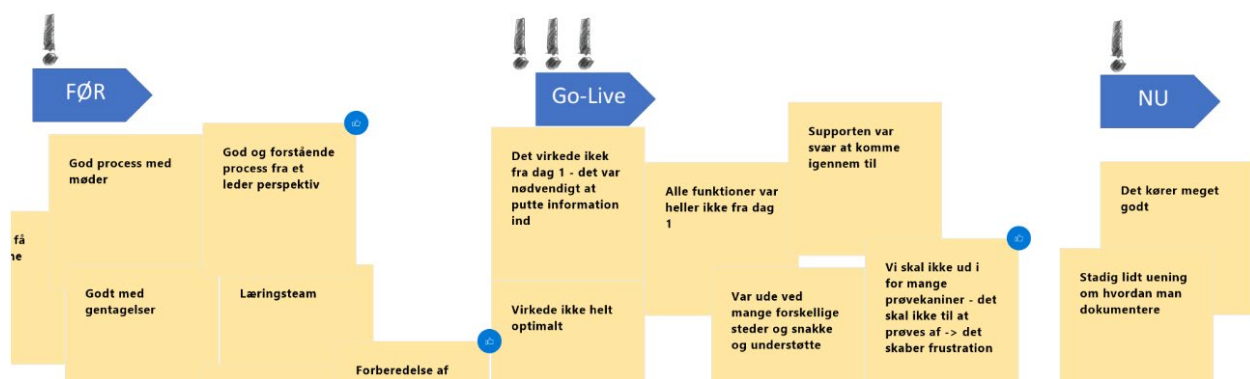 FØR
God process med
møder
God og forstående
process fra et
leder perspektiv
få
ne
Godt med
gentagelser
Læringsteam
Forberedelse af
Go-Live
Det virkede ikek
fra dag 1 - det var
nødvendigt at
putte information
ind
Alle funktioner var
heller ikke fra dag
1
Supporten var
svær at komme
igennem til
Virkede ikke helt
optimalt
Var ude ved
mange forskellige
steder og snakke
og understøtte
Vi skal ikke ud i
for mange
prøvekaniner - det
skal ikke til at
prøves af -> det
skaber frustration
NU
Det kører meget
godt
Stadig lidt uening
om hvordan man
dokumentere